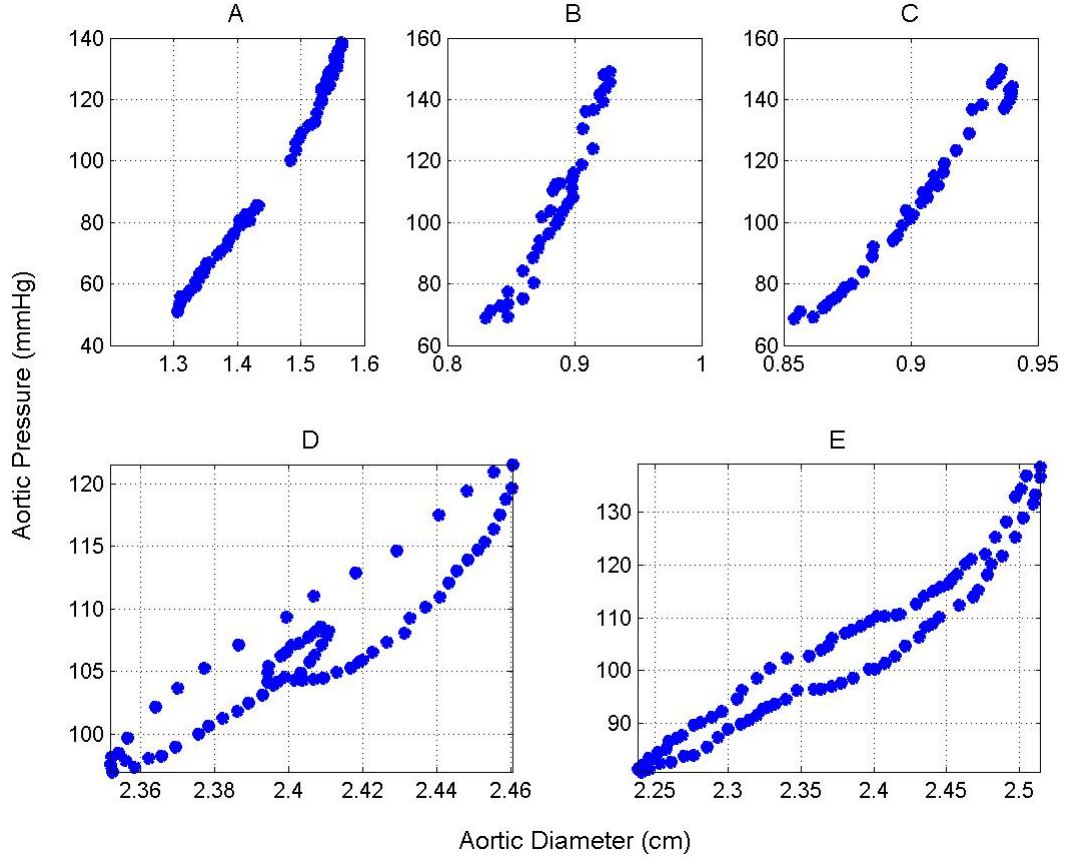 A B C
140 160 160
120 140 140
100 120 120
80 100 100
60 80 80
40 60 60
1.3 1.4 1.5 1.6 0.8 0.9 1 0.85 0.9 0.95
Aortic Pressure (mmHg)
D E
120 130
115 120
110 110
105 100
100 90
2.36 2.38 2.4 2.42 2.44 2.46 2.25 2.3 2.35 2.4 2.45 2.5
Aortic Diameter (cm)